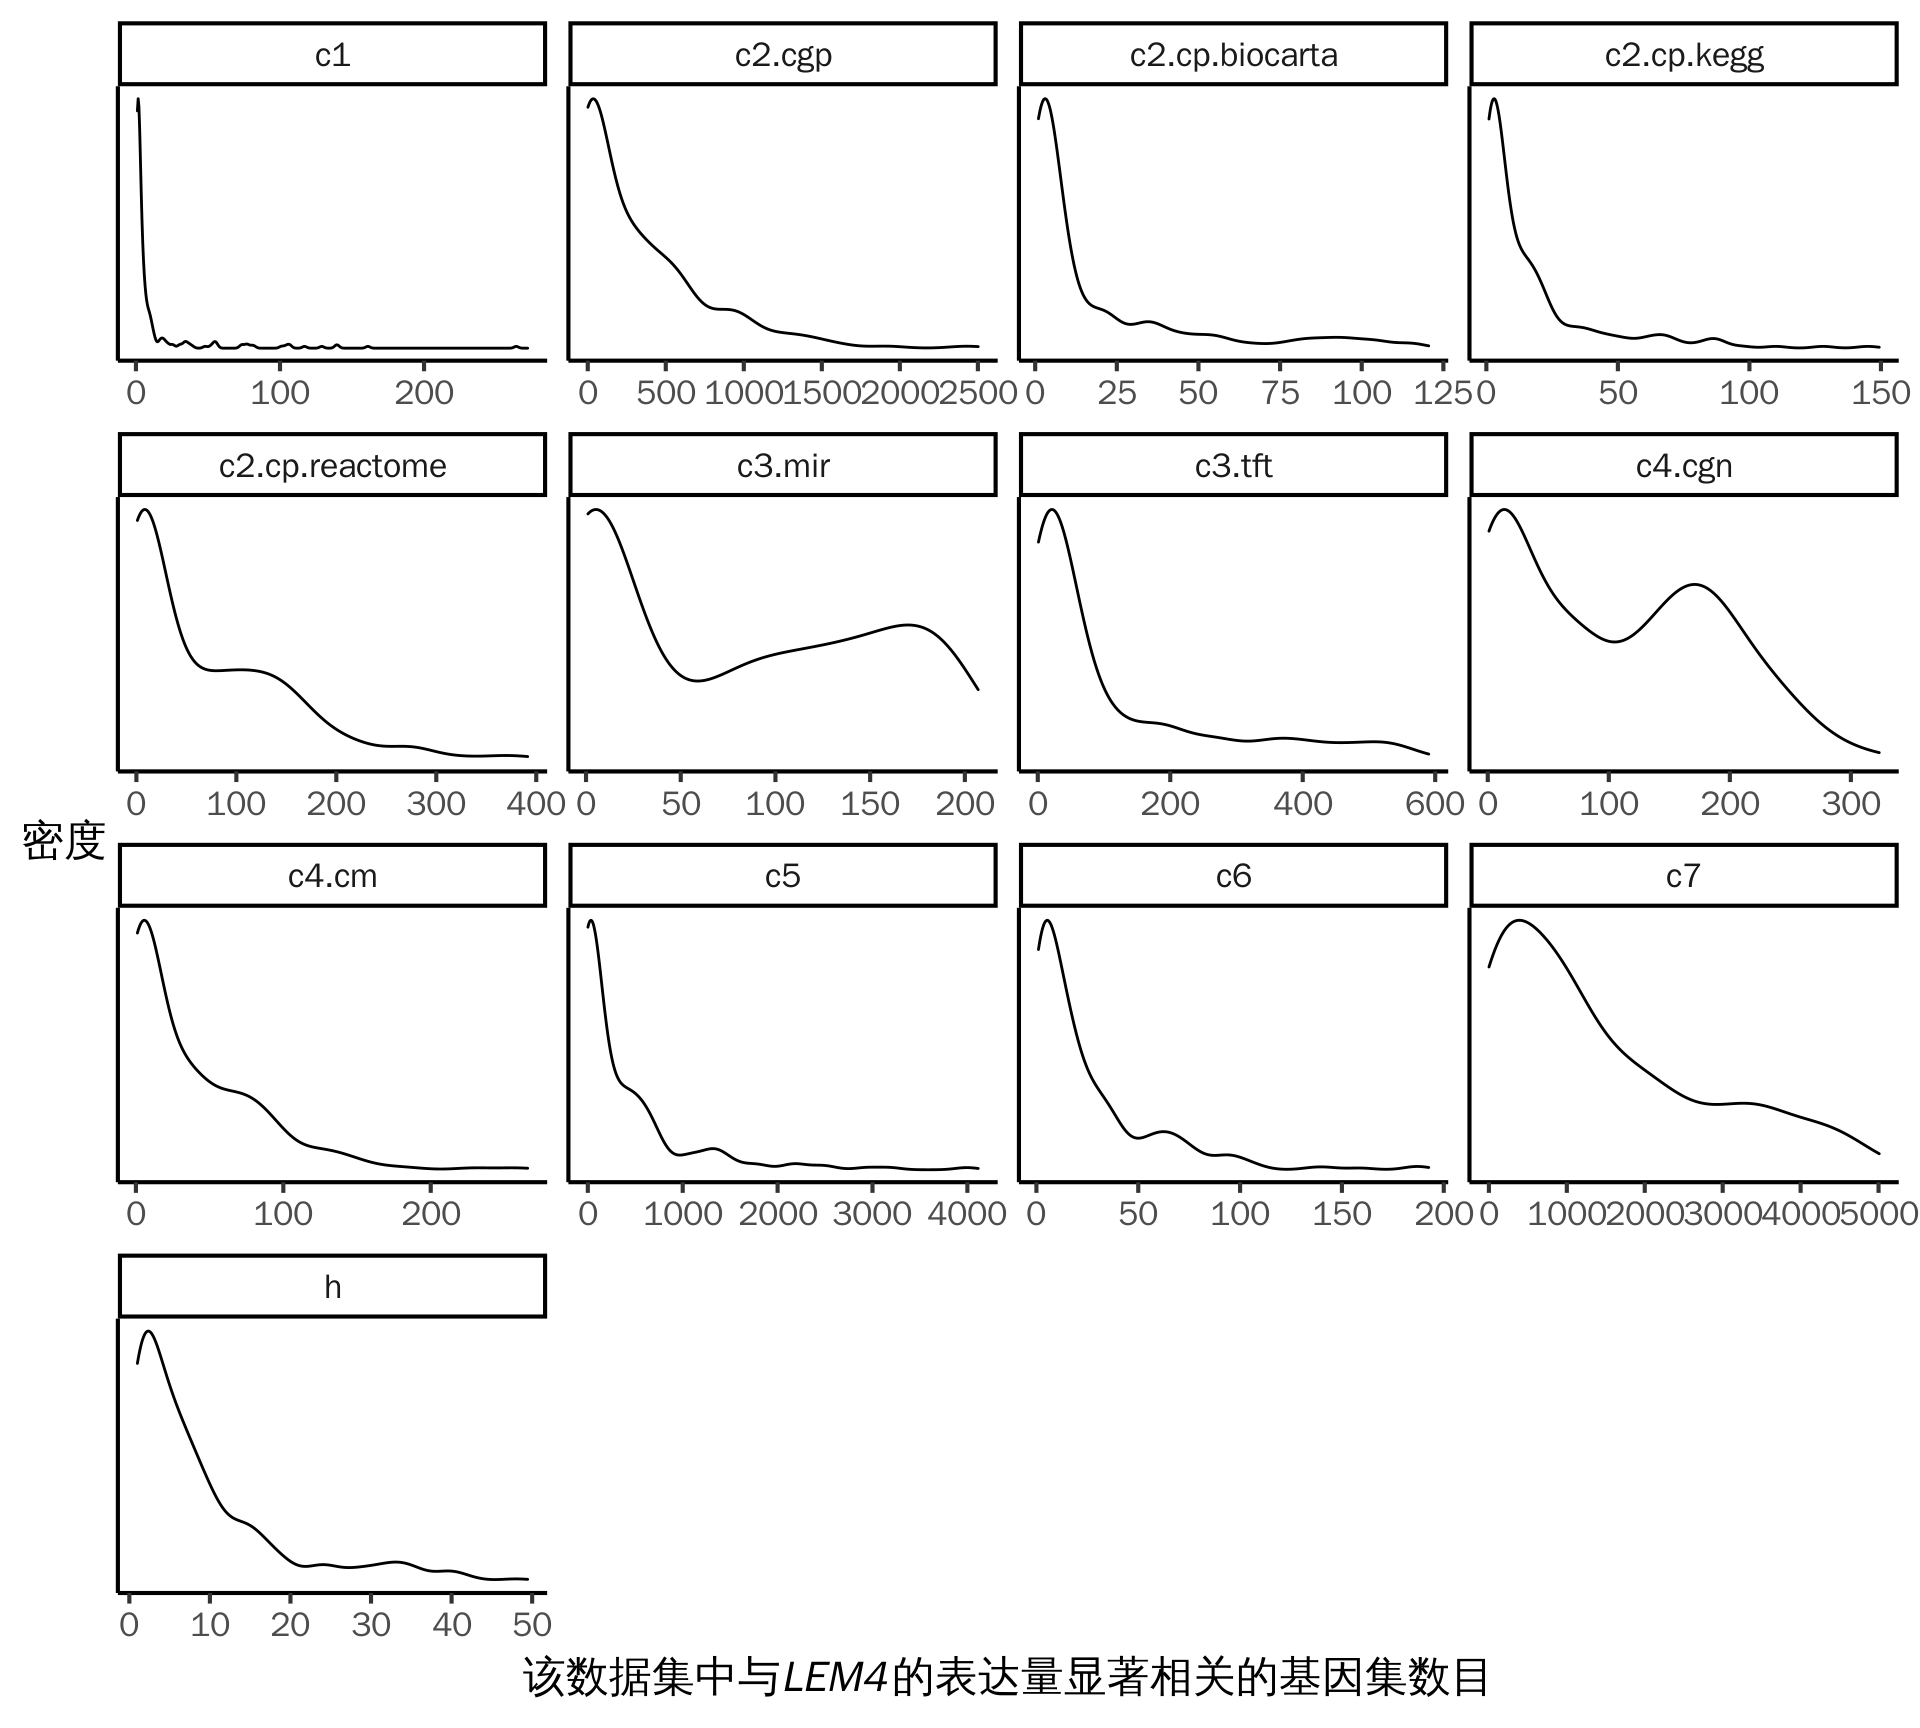 c1 c2.cgp c2.cp.biocarta c2.cp.kegg
0 100 200 0 500 1000 1500 2000 2500 0 25 50 75 100 125 0 50 100 150
c2.cp.reactome c3.mir c3.tft c4.cgn
0 100 200 300 400 0 50 100 150 200 0 200 400 600 0 100 200 300
密度
c4.cm c5 c6 c7
0 100 200 0 1000 2000 3000 4000 0 50 100 150 200 0 1000 2000 3000 4000 5000
h
0 10 20 30 40 50
该数据集中与LEM4的表达量显著相关的基因集数目